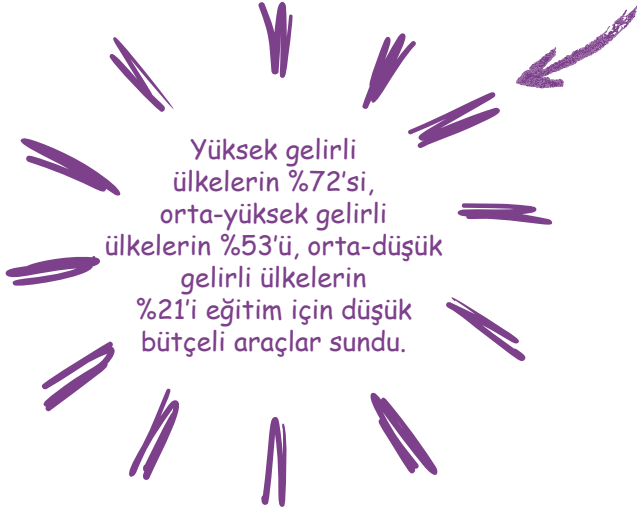 Yüksek gelirli
ülkelerin %72’si,
orta-yüksek gelirli
ülkelerin %53’ü, orta-düşük
gelirli ülkelerin
%21’i eğitim için düşük
bütçeli araçlar sundu.